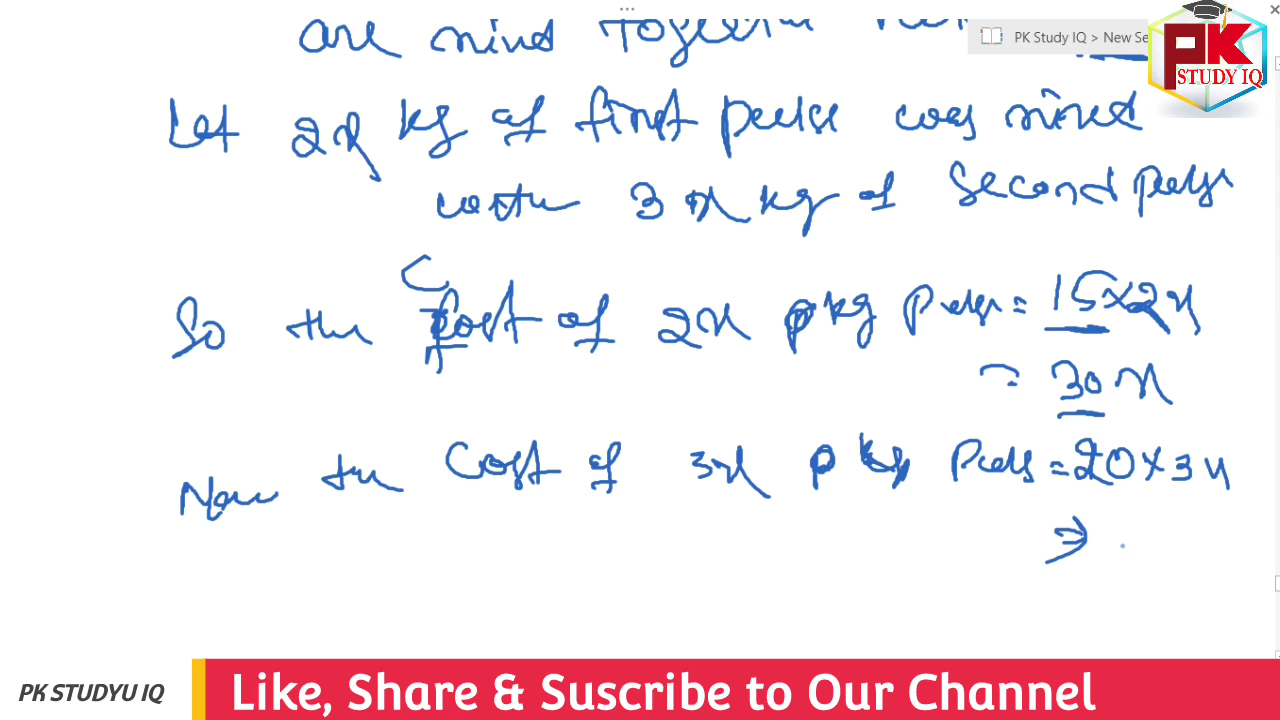 are mixed together
PK Study IQ > New Se
PK
STUDY IQ
Let 2x kg of first pulse was mixed
with 3x kg of Second pulse
So the Cost of 2x kg Pulse = 15×2x
= 30x
Now the Cost of 3x kg Pulse = 20×3x
⇒
PK STUDYU IQ
Like, Share & Suscribe to Our Channel